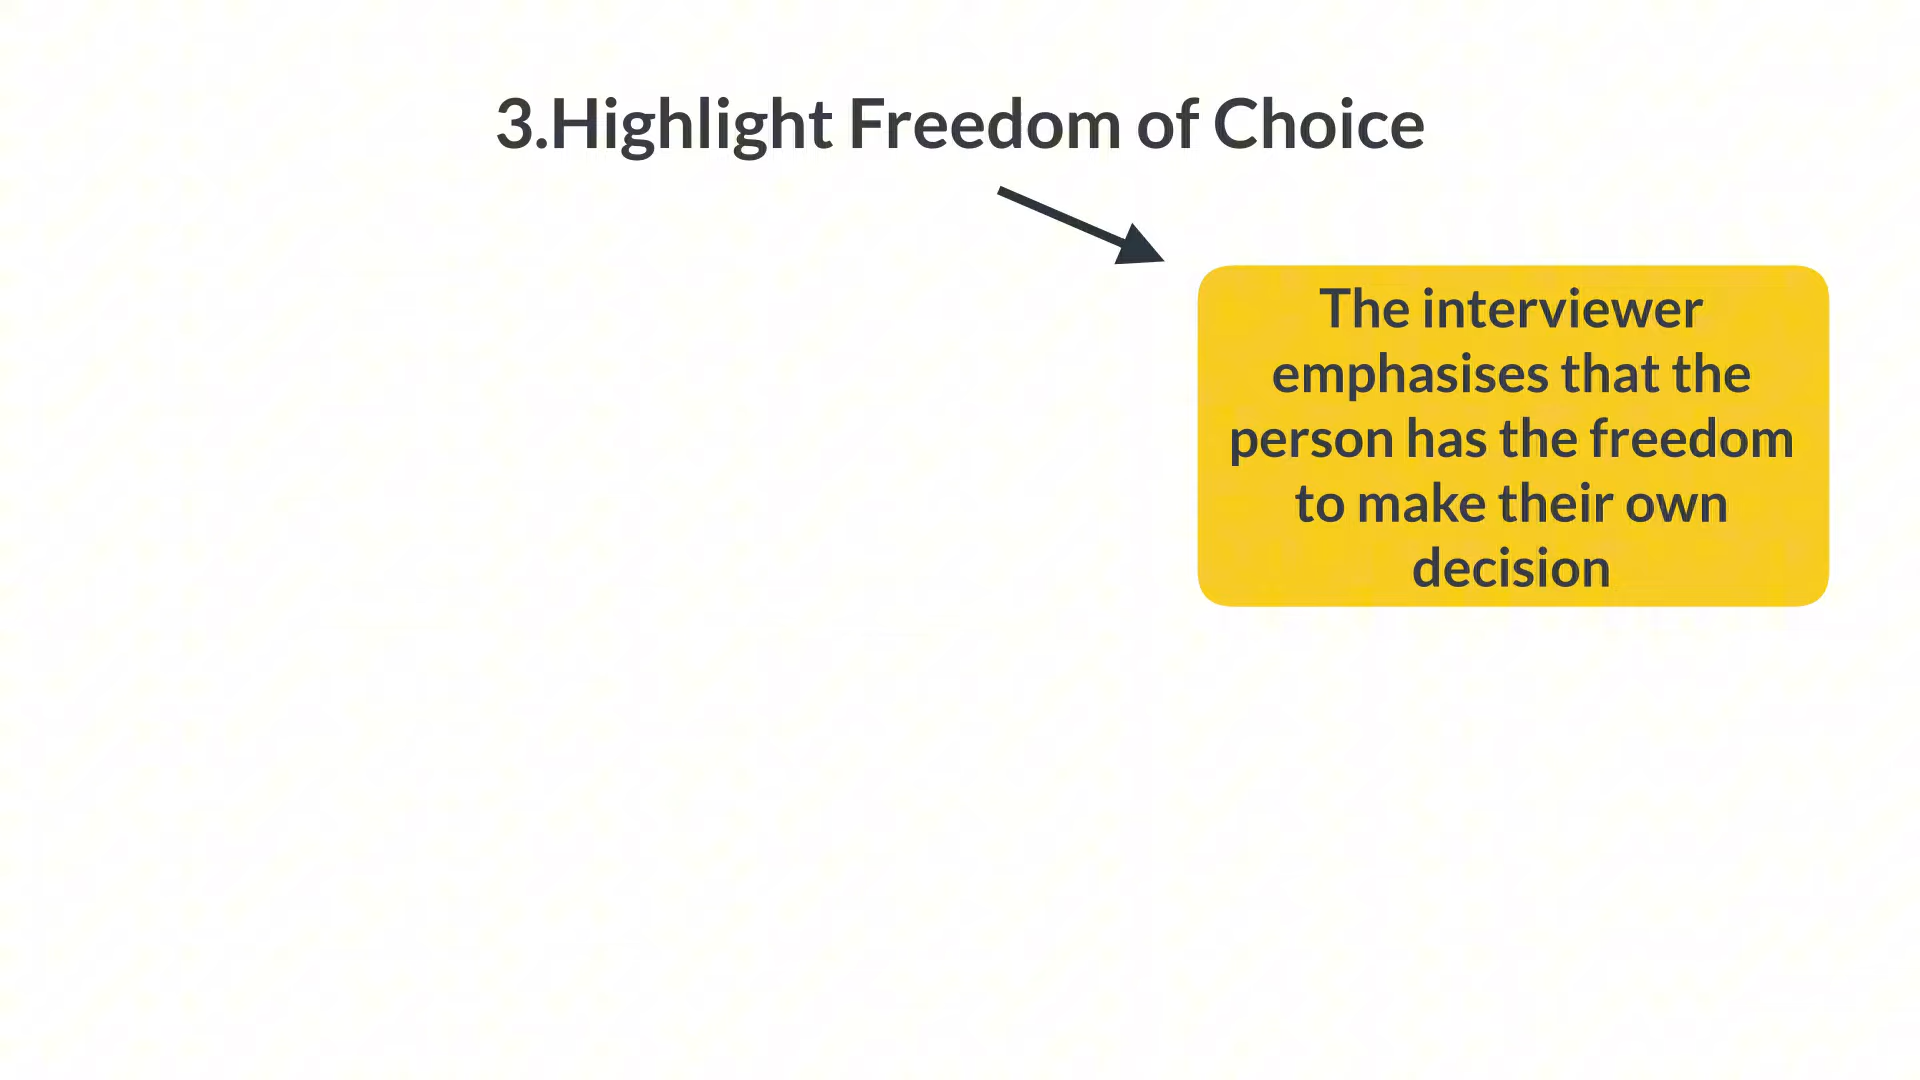 3.Highlight Freedom of Choice
The interviewer
emphasises that the
person has the freedom
to make their own
decision